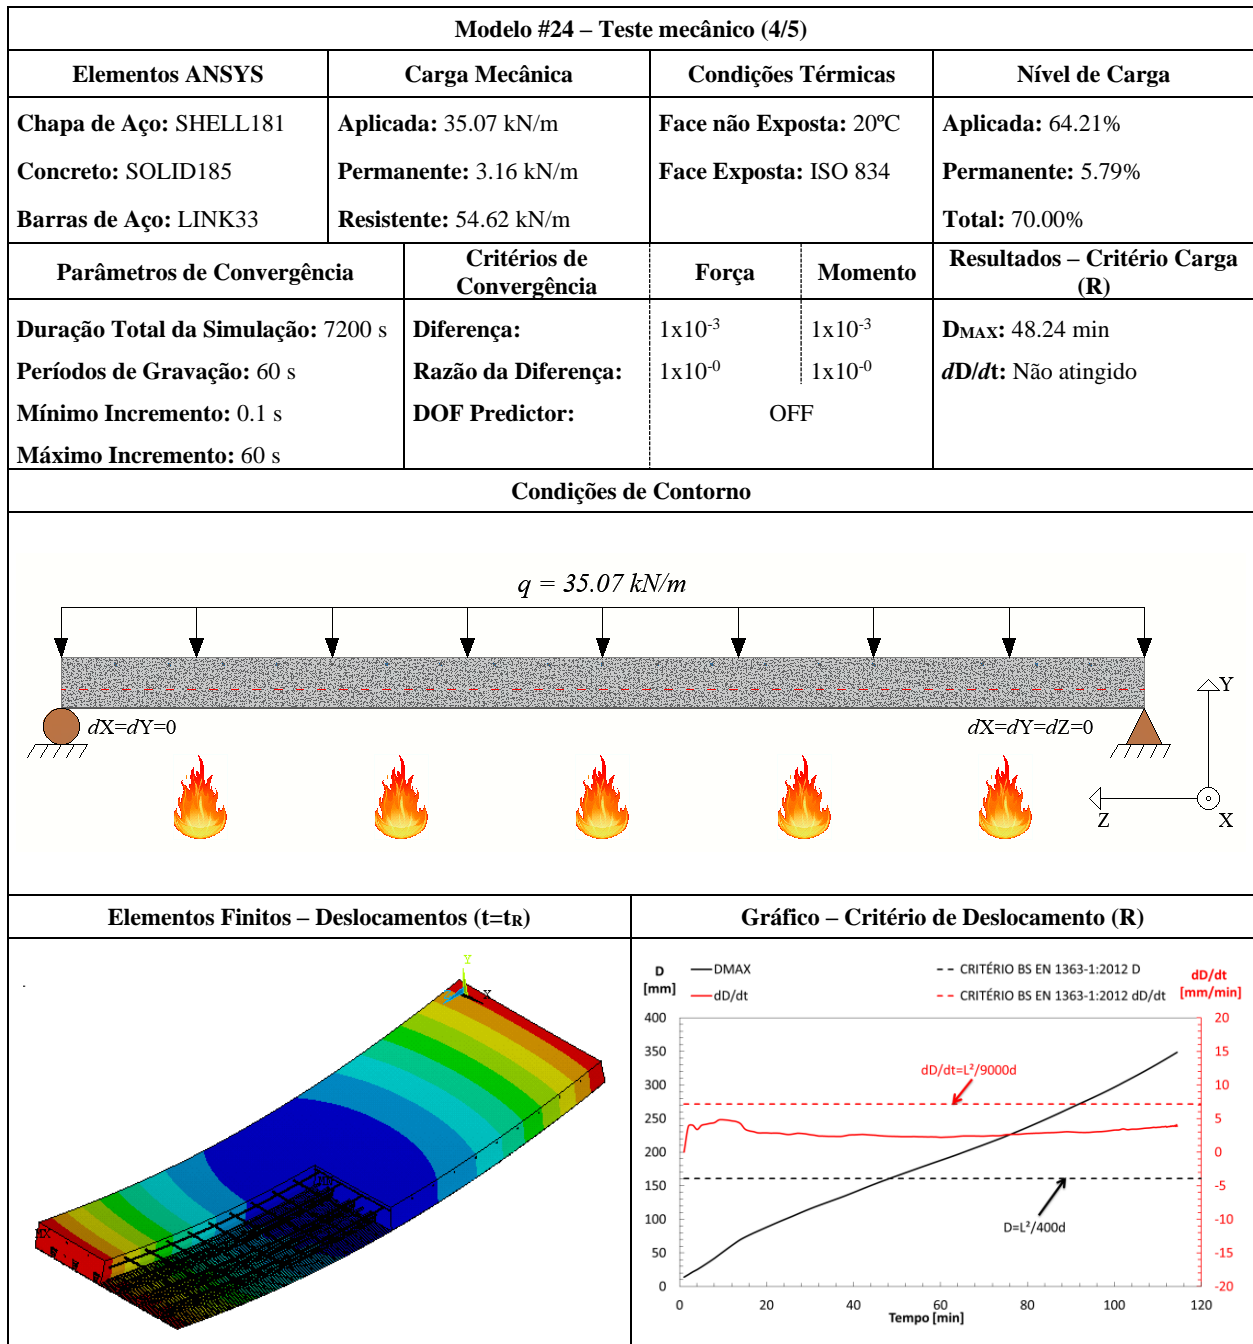 Modelo #24 – Teste mecânico (4/5)
Elementos ANSYS
Carga Mecânica
Condições Térmicas
Nível de Carga
Chapa de Aço: SHELL181
Concreto: SOLID185
Barras de Aço: LINK33
Aplicada: 35.07 kN/m
Permanente: 3.16 kN/m
Resistente: 54.62 kN/m
Face não Exposta: 20ºC
Face Exposta: ISO 834
Aplicada: 64.21%
Permanente: 5.79%
Total: 70.00%
Parâmetros de Convergência
Critérios de
Convergência
Força
Momento
Resultados – Critério Carga
(R)
Duração Total da Simulação: 7200 s
Períodos de Gravação: 60 s
Mínimo Incremento: 0.1 s
Máximo Incremento: 60 s
Diferença: 1x10⁻³ 1x10⁻³
Razão da Diferença: 1x10⁻⁰ 1x10⁻⁰
DOF Predictor: OFF
DMAX: 48.24 min
dD/dt: Não atingido
Condições de Contorno
q = 35.07 kN/m
dX=dY=0
dX=dY=dZ=0
Y
Z
X
Elementos Finitos – Deslocamentos (t=tR)
Y
X
MX
Gráfico – Critério de Deslocamento (R)
D
[mm]
DMAX
dD/dt
CRITÉRIO BS EN 1363-1:2012 D
CRITÉRIO BS EN 1363-1:2012 dD/dt
dD/dt
[mm/min]
400
350
300
250
200
150
100
50
0
20
15
10
5
0
-5
-10
-15
-20
dD/dt=L²/9000d
D=L²/400d
0 20 40 60 80 100 120
Tempo [min]